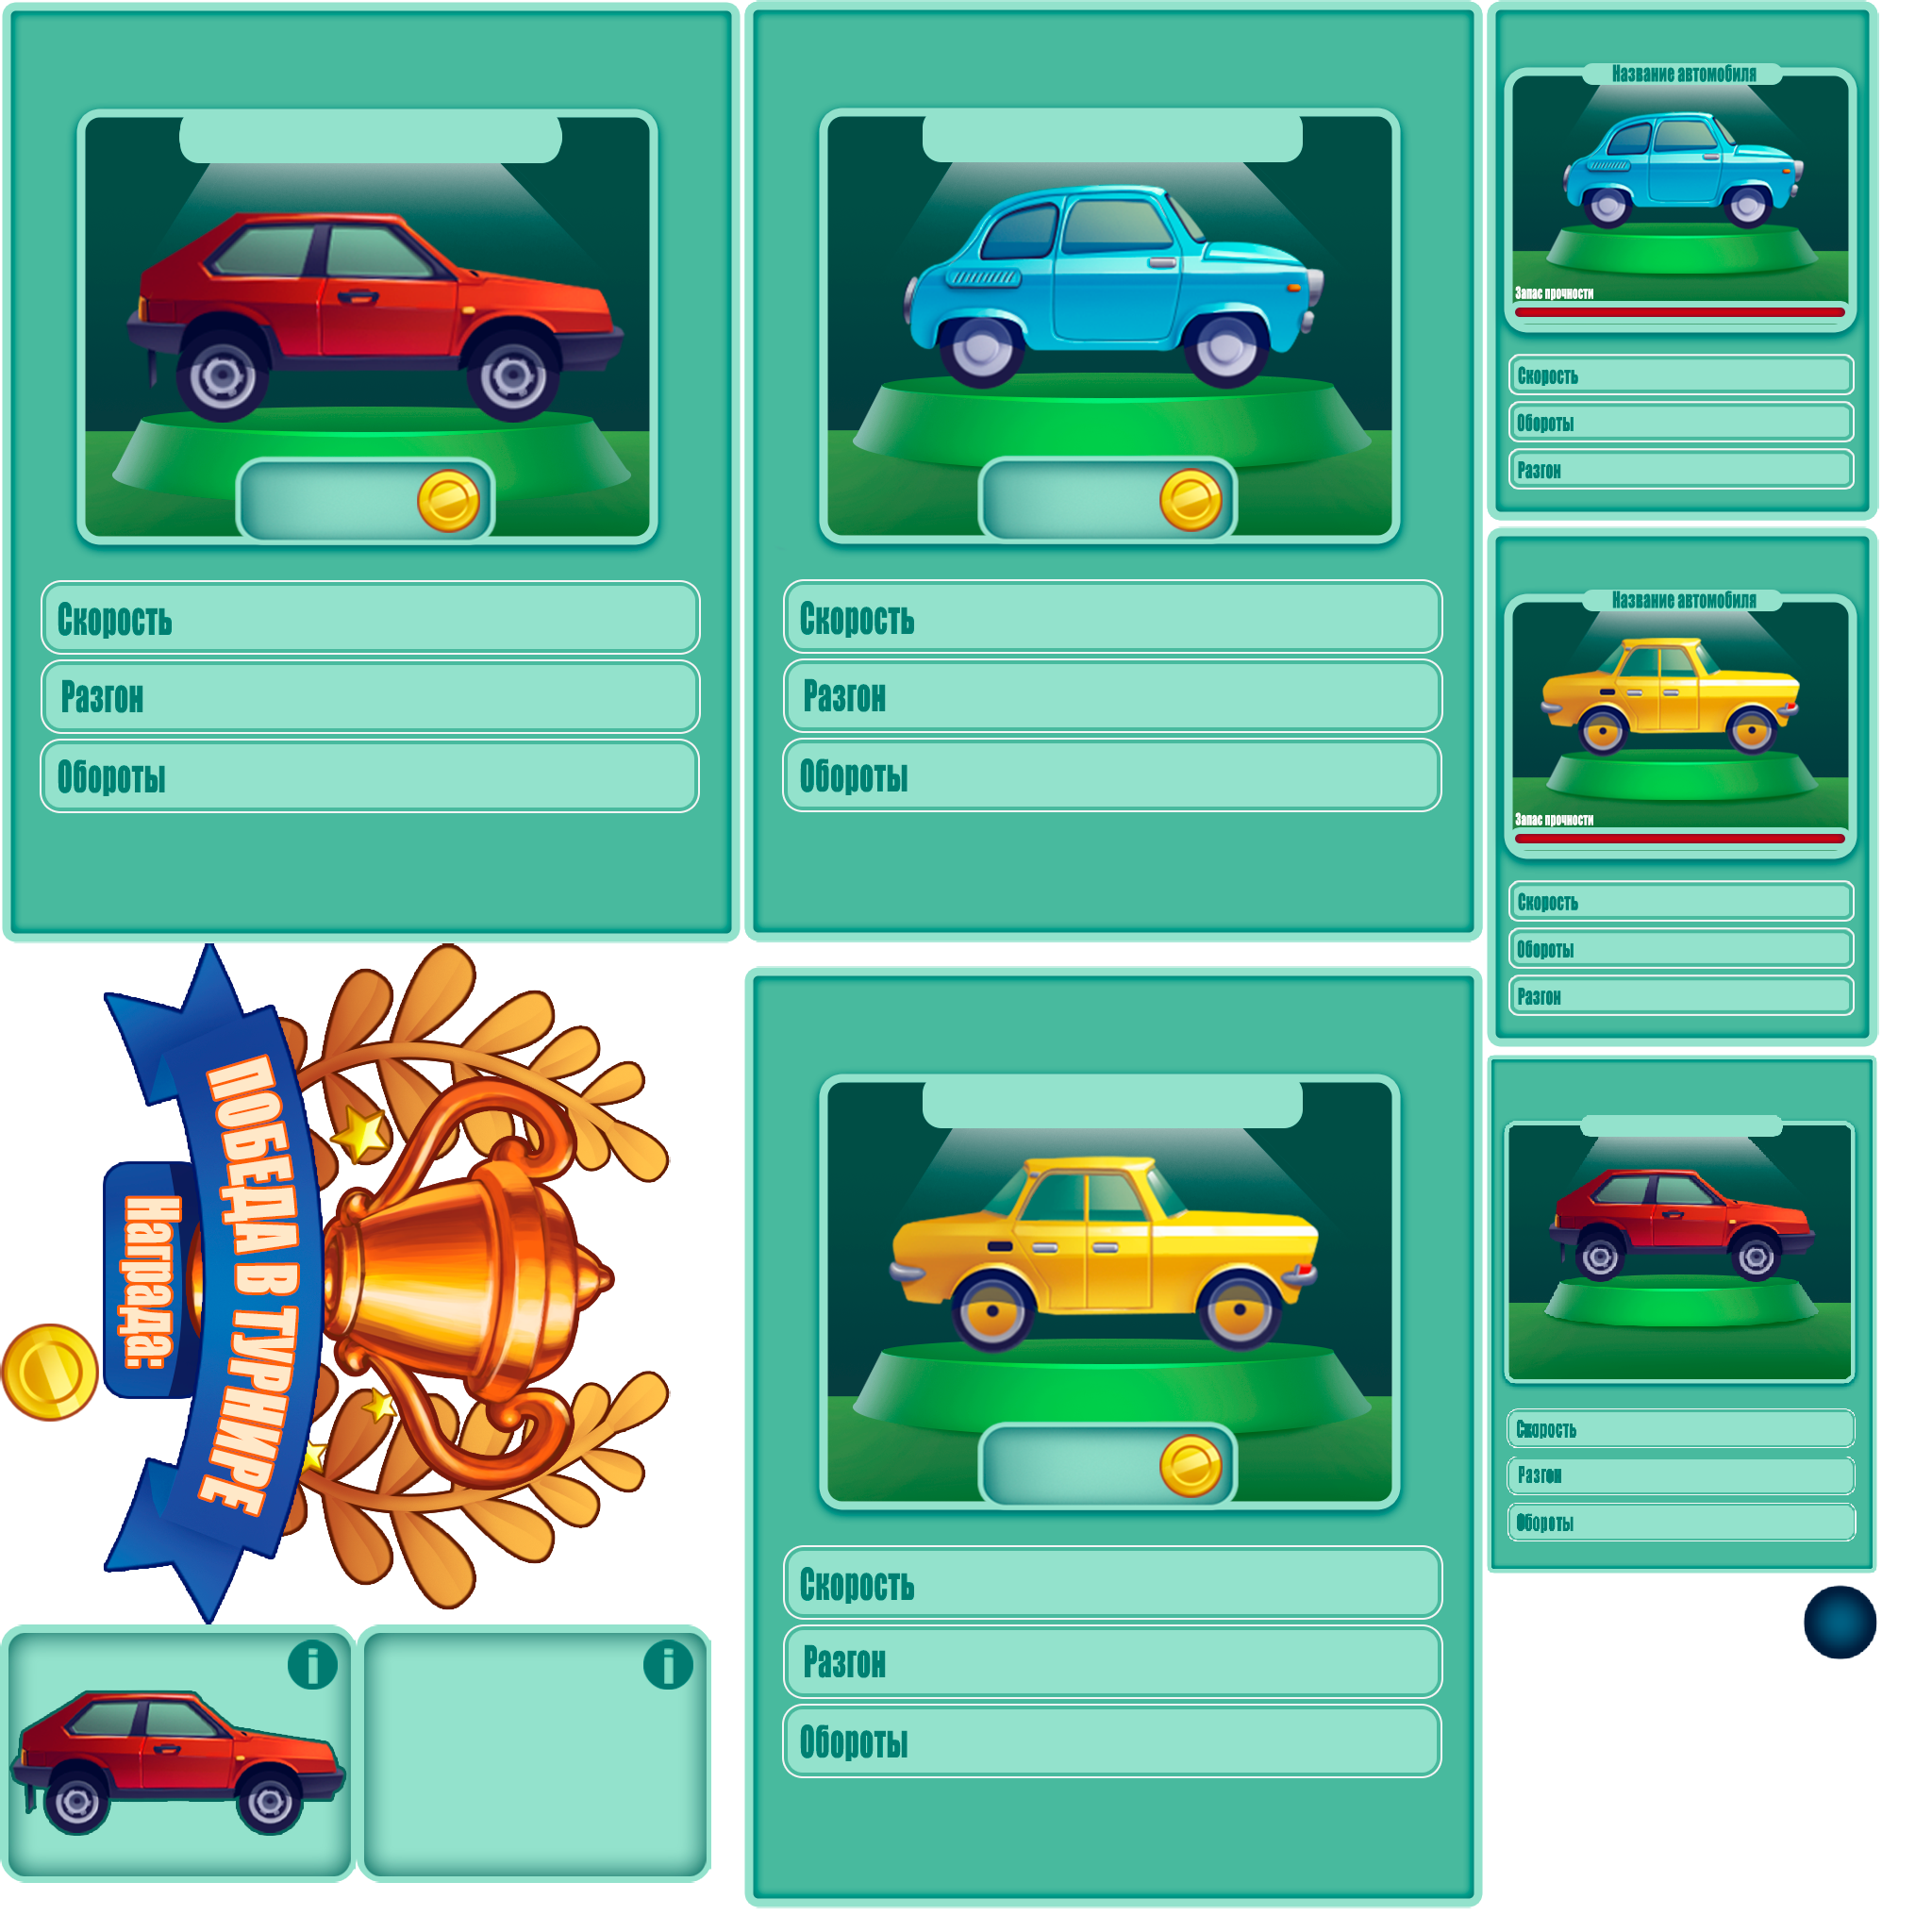 Скорость
Разгон
Обороты
Скорость
Разгон
Обороты
Название автомобиля
Запас прочности
Скорость
Обороты
Разгон
Название автомобиля
Запас прочности
Скорость
Обороты
Разгон
ПОБЕДА В ТУРНИРЕ
Награда:
Скорость
Разгон
Обороты
Скорость
Разгон
Обороты
i
i